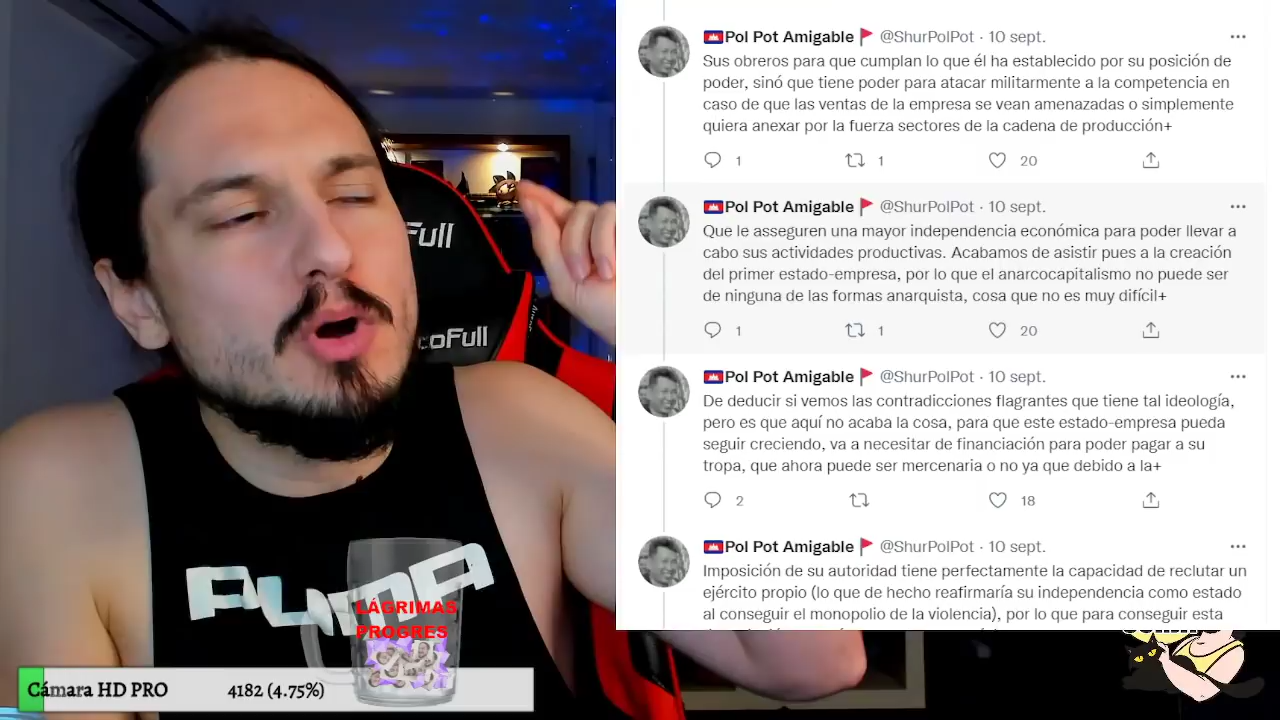 Pol Pot Amigable @ShurPolPot · 10 sept.
Sus obreros para que cumplan lo que él ha establecido por su posición de
poder, sinó que tiene poder para atacar militarmente a la competencia en
caso de que las ventas de la empresa se vean amenazadas o simplemente
quiera anexar por la fuerza sectores de la cadena de producción+
1 1 20
Pol Pot Amigable @ShurPolPot · 10 sept.
Que le asseguren una mayor independencia económica para poder llevar a
cabo sus actividades productivas. Acabamos de asistir pues a la creación
del primer estado-empresa, por lo que el anarcocapitalismo no puede ser
de ninguna de las formas anarquista, cosa que no es muy difícil+
1 1 20
Pol Pot Amigable @ShurPolPot · 10 sept.
De deducir si vemos las contradicciones flagrantes que tiene tal ideología,
pero es que aquí no acaba la cosa, para que este estado-empresa pueda
seguir creciendo, va a necesitar de financiación para poder pagar a su
tropa, que ahora puede ser mercenaria o no ya que debido a la+
2 18
Pol Pot Amigable @ShurPolPot · 10 sept.
Imposición de su autoridad tiene perfectamente la capacidad de reclutar un
ejército propio (lo que de hecho reafirmaría su independencia como estado
al conseguir el monopolio de la violencia), por lo que para conseguir esta
Full
coFull
PUMA
LÁGRIMAS
PROGRES
Cámara HD PRO 4182 (4.75%)